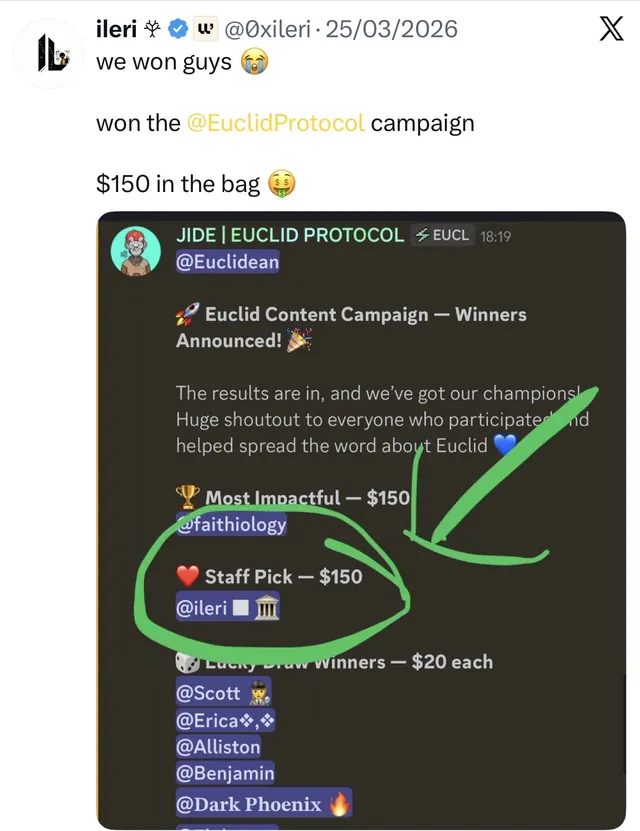 ileri @0xileri · 25/03/2026
we won guys 😭
won the @EuclidProtocol campaign
$150 in the bag 🤑
JIDE | EUCLID PROTOCOL EUCL 18:19
@Euclidean
🚀 Euclid Content Campaign — Winners
Announced! 🎉
The results are in, and we've got our champions!
Huge shoutout to everyone who participated and
helped spread the word about Euclid 💙
🏆 Most Impactful — $150
@faithiology
❤️ Staff Pick — $150
@ileri ◻️ 🏛️
🎲 Lucky Draw Winners — $20 each
@Scott 🕵️
@Erica❖,❖
@Alliston
@Benjamin
@Dark Phoenix 🔥